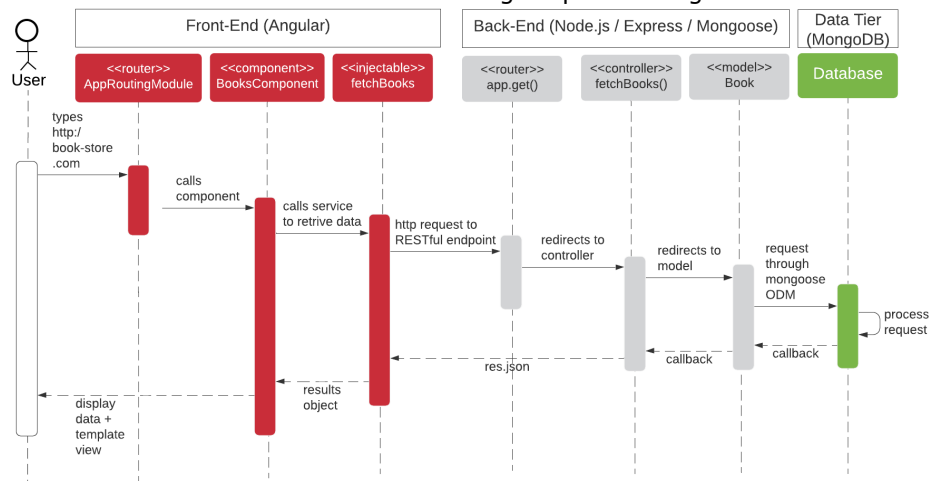 Front-End (Angular)
Back-End (Node.js / Express / Mongoose)
Data Tier
(MongoDB)
User
<<router>>
AppRoutingModule
<<component>>
BooksComponent
<<injectable>>
fetchBooks
<<router>>
app.get()
<<controller>>
fetchBooks()
<<model>>
Book
Database
types
http:/
book-store
.com
calls
component
calls service
to retrive data
http request to
RESTful endpoint
redirects to
controller
redirects to
model
request
through
mongoose
ODM
process
request
callback
callback
res.json
results
object
display
data +
template
view